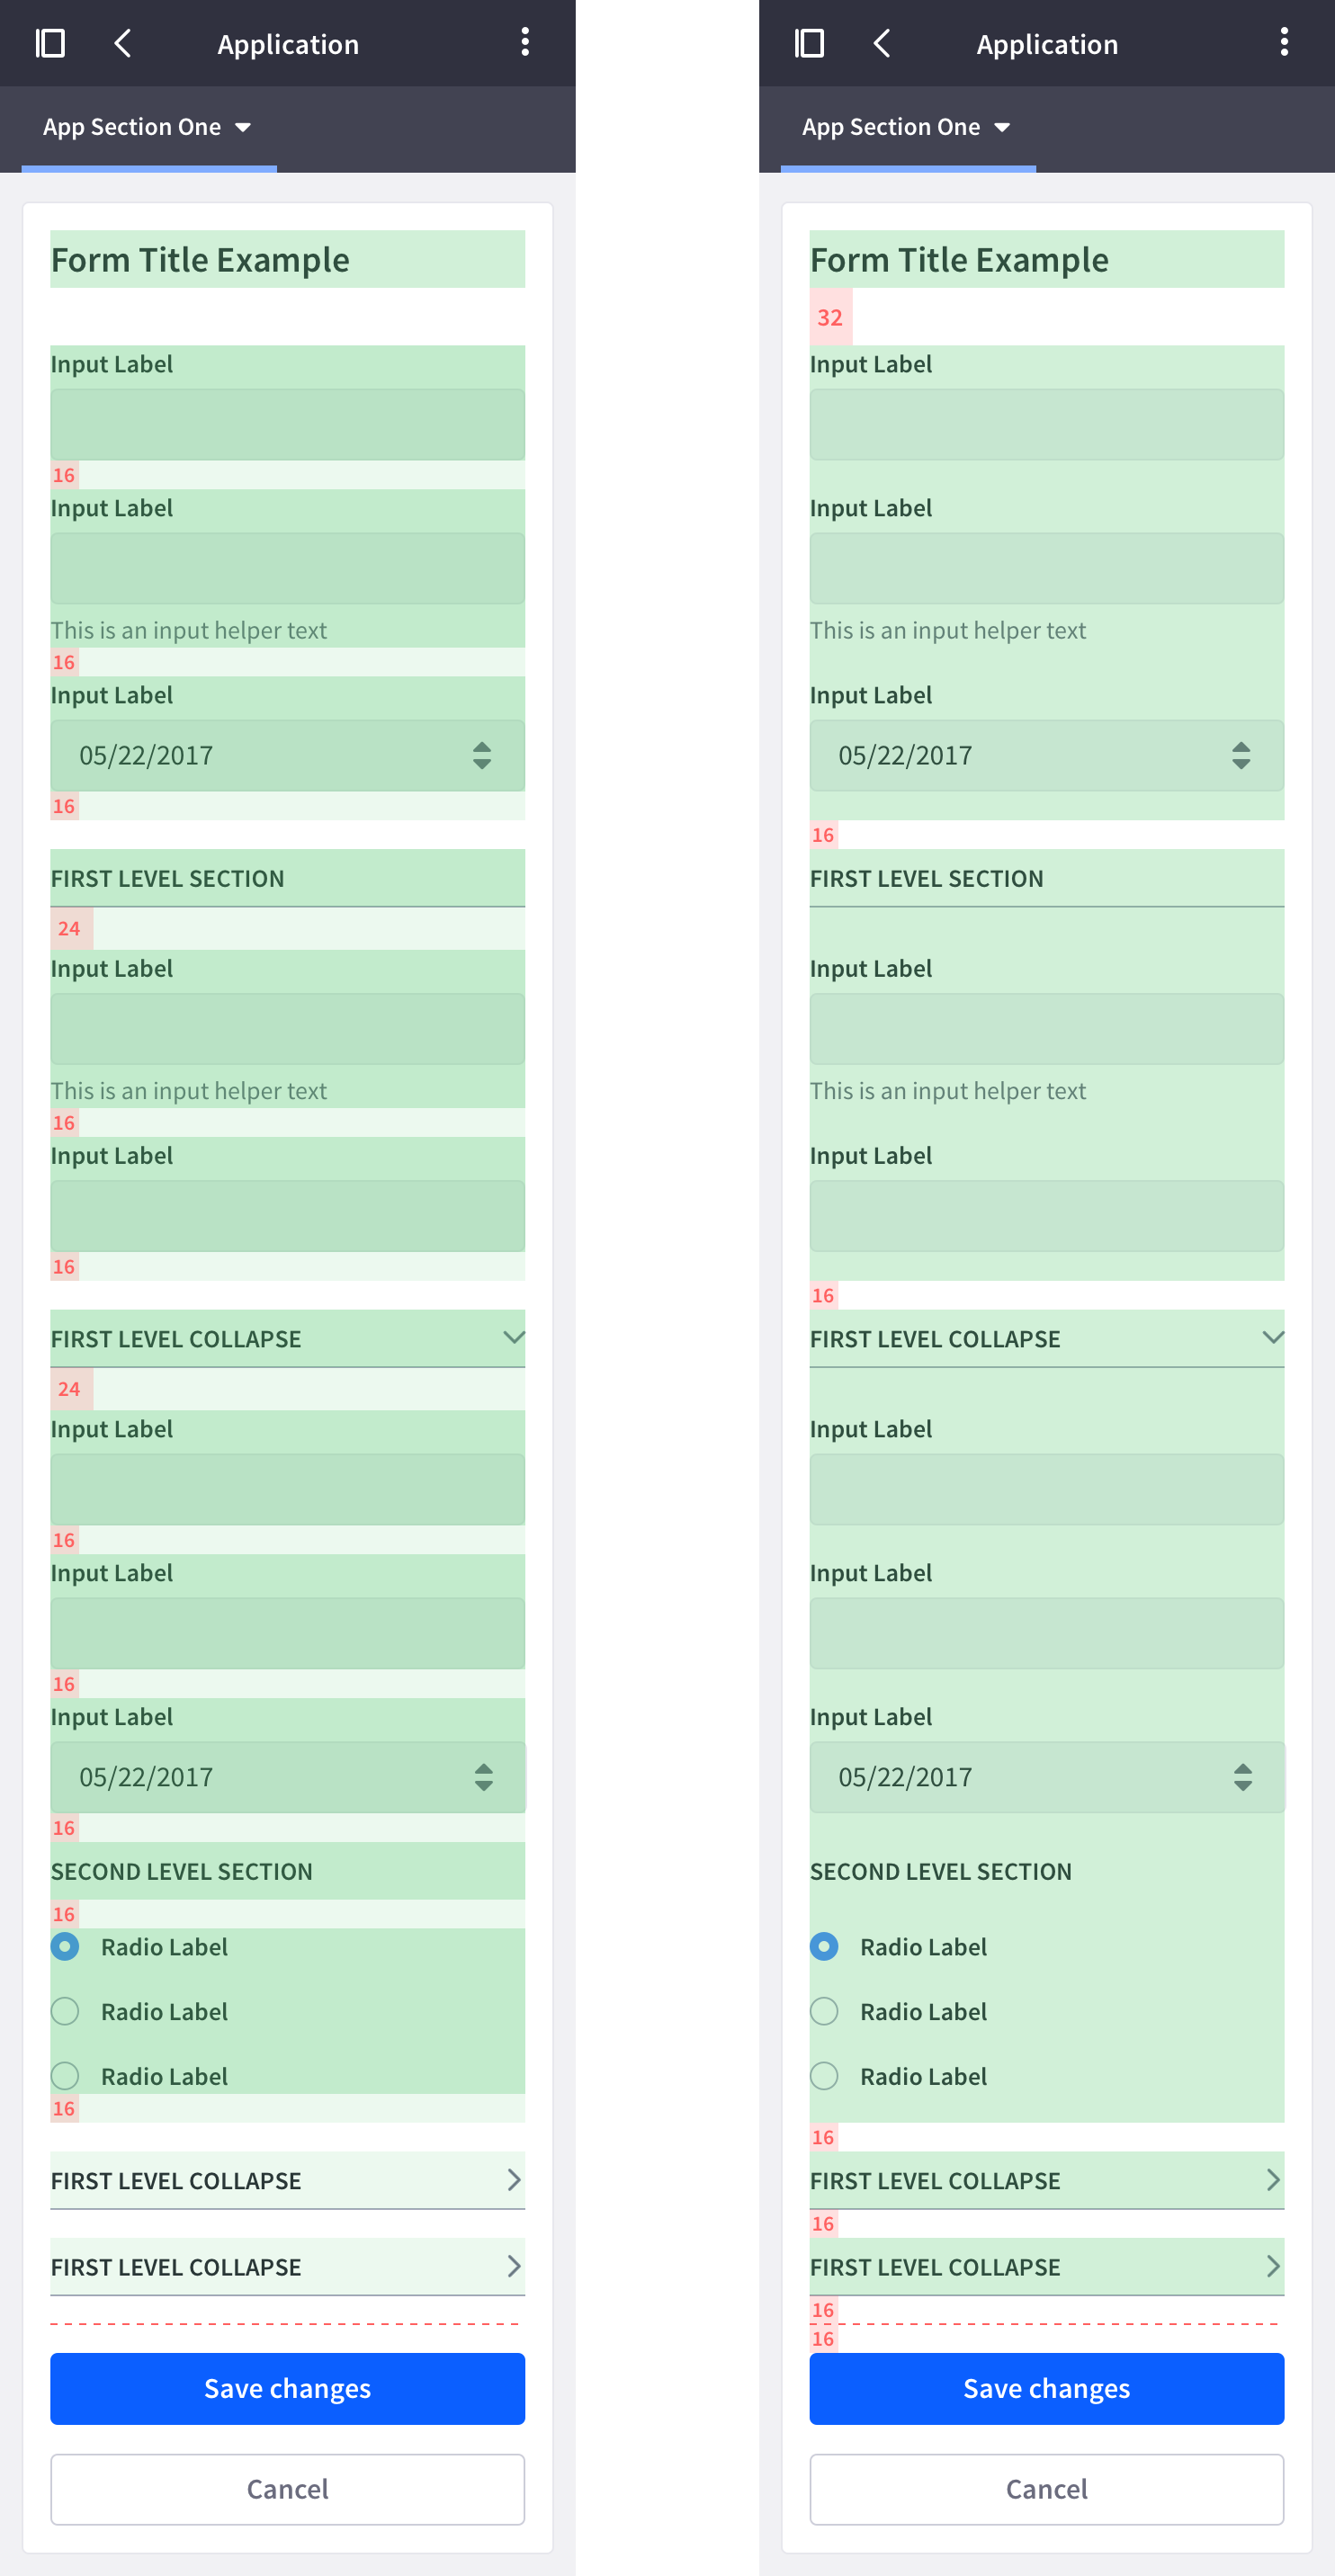 Application
App Section One
Form Title Example
Input Label
16
Input Label
This is an input helper text
16
Input Label
05/22/2017
16
FIRST LEVEL SECTION
24
Input Label
This is an input helper text
16
Input Label
16
FIRST LEVEL COLLAPSE
24
Input Label
16
Input Label
16
Input Label
05/22/2017
16
SECOND LEVEL SECTION
16
Radio Label
Radio Label
Radio Label
16
FIRST LEVEL COLLAPSE
FIRST LEVEL COLLAPSE
Save changes
Cancel
Application
App Section One
Form Title Example
32
Input Label
Input Label
This is an input helper text
Input Label
05/22/2017
16
FIRST LEVEL SECTION
Input Label
This is an input helper text
Input Label
16
FIRST LEVEL COLLAPSE
Input Label
Input Label
Input Label
05/22/2017
SECOND LEVEL SECTION
Radio Label
Radio Label
Radio Label
16
FIRST LEVEL COLLAPSE
16
FIRST LEVEL COLLAPSE
16
16
Save changes
Cancel